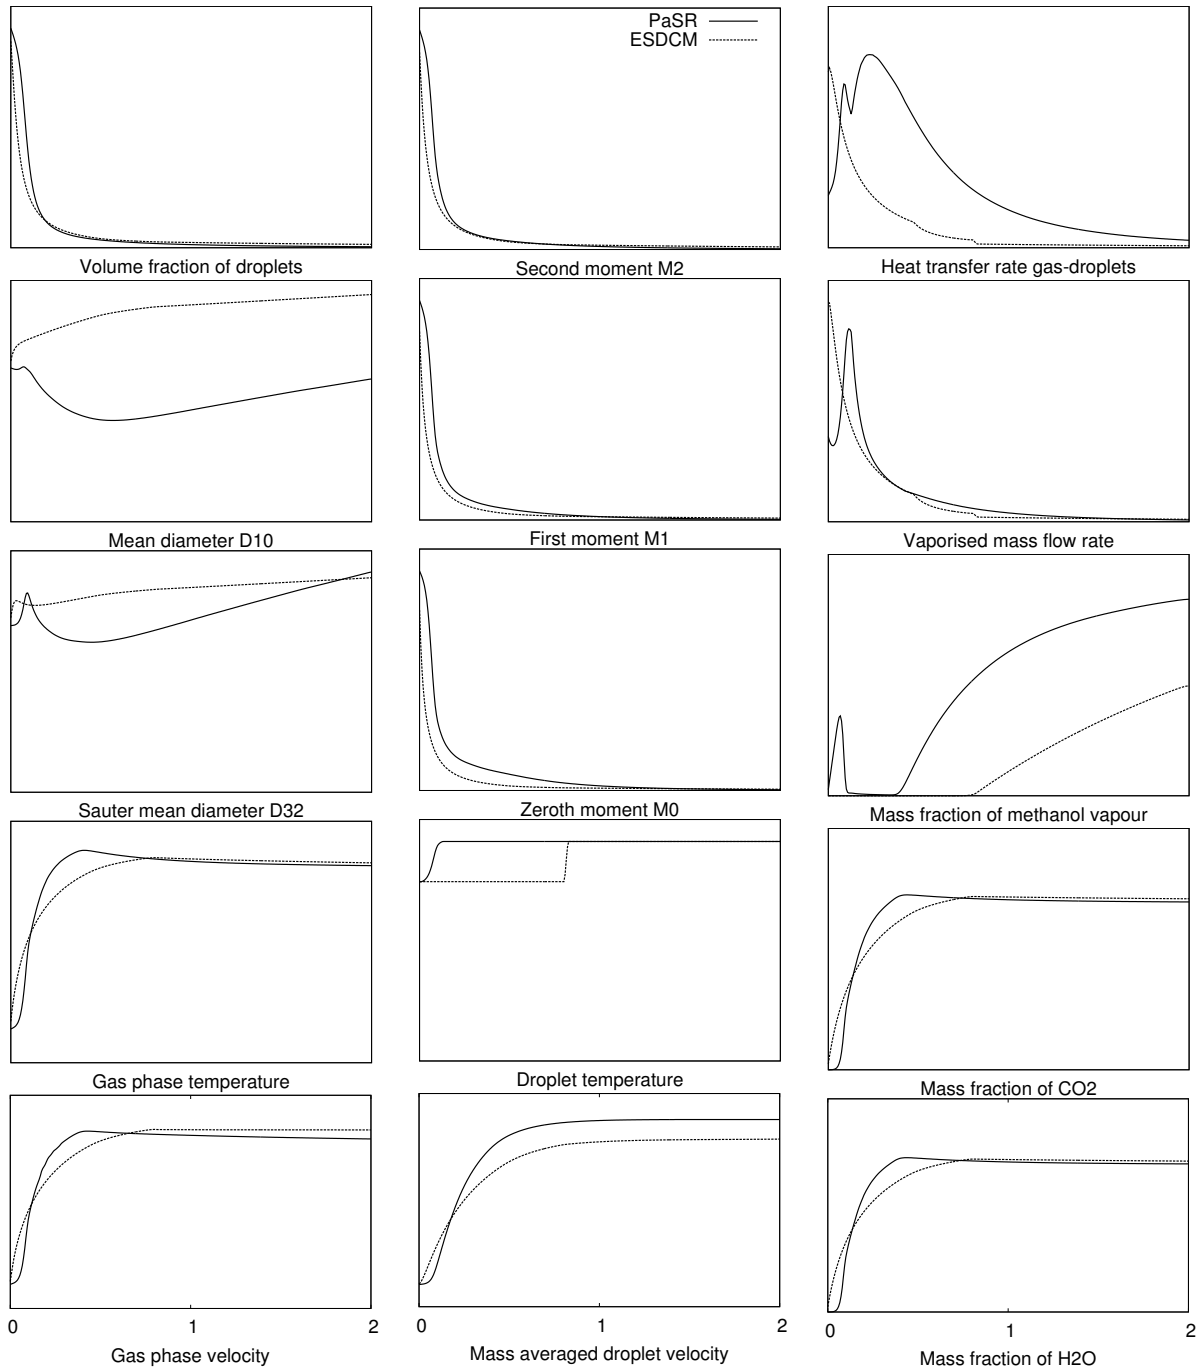 PaSR
ESDCM
Volume fraction of droplets
Second moment M2
Heat transfer rate gas-droplets
Mean diameter D10
First moment M1
Vaporised mass flow rate
Sauter mean diameter D32
Zeroth moment M0
Mass fraction of methanol vapour
Gas phase temperature
Droplet temperature
Mass fraction of CO2
0 1 2
0 1 2
0 1 2
Gas phase velocity
Mass averaged droplet velocity
Mass fraction of H2O